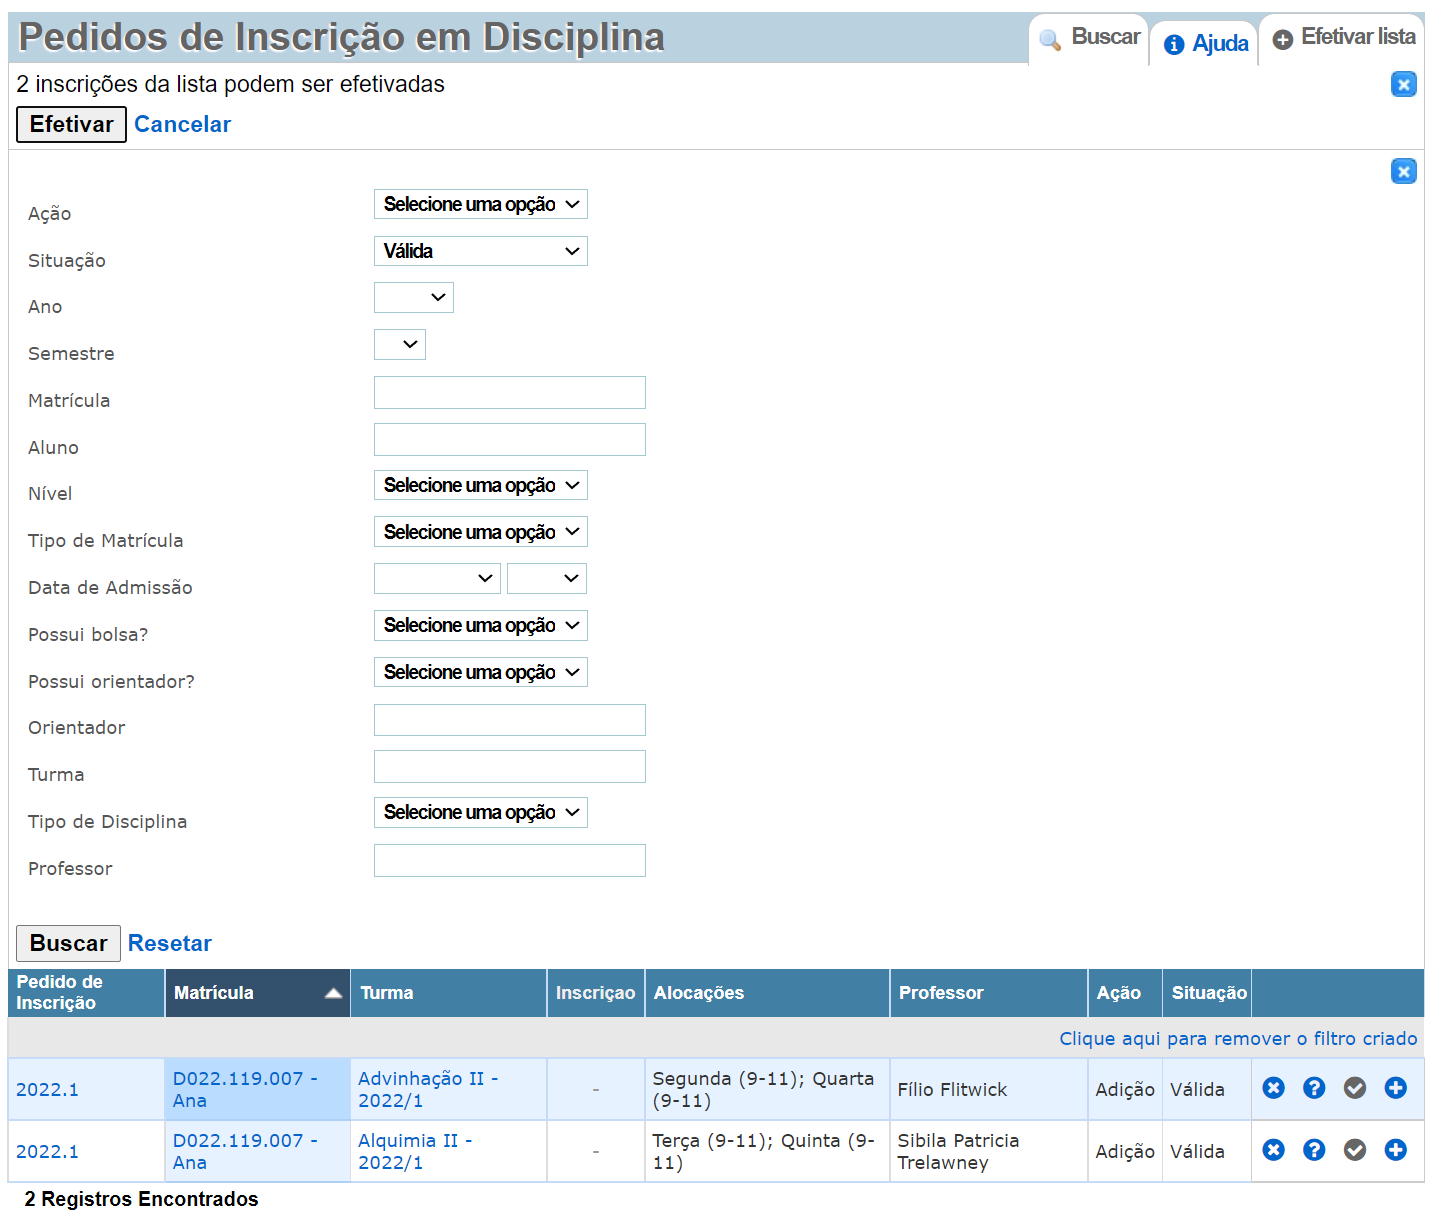 Pedidos de Inscrição em Disciplina
Buscar
Ajuda
Efetivar lista
2 inscrições da lista podem ser efetivadas
Efetivar Cancelar
Ação Selecione uma opção
Situação Válida
Ano
Semestre
Matrícula
Aluno
Nível Selecione uma opção
Tipo de Matrícula Selecione uma opção
Data de Admissão
Possui bolsa? Selecione uma opção
Possui orientador? Selecione uma opção
Orientador
Turma
Tipo de Disciplina Selecione uma opção
Professor
Buscar Resetar
Pedido de Inscrição Matrícula Turma Inscriçao Alocações Professor Ação Situação
Clique aqui para remover o filtro criado
2022.1 D022.119.007 - Ana Advinhação II - 2022/1 - Segunda (9-11); Quarta (9-11) Fílio Flitwick Adição Válida
2022.1 D022.119.007 - Ana Alquimia II - 2022/1 - Terça (9-11); Quinta (9-11) Sibila Patricia Trelawney Adição Válida
2 Registros Encontrados